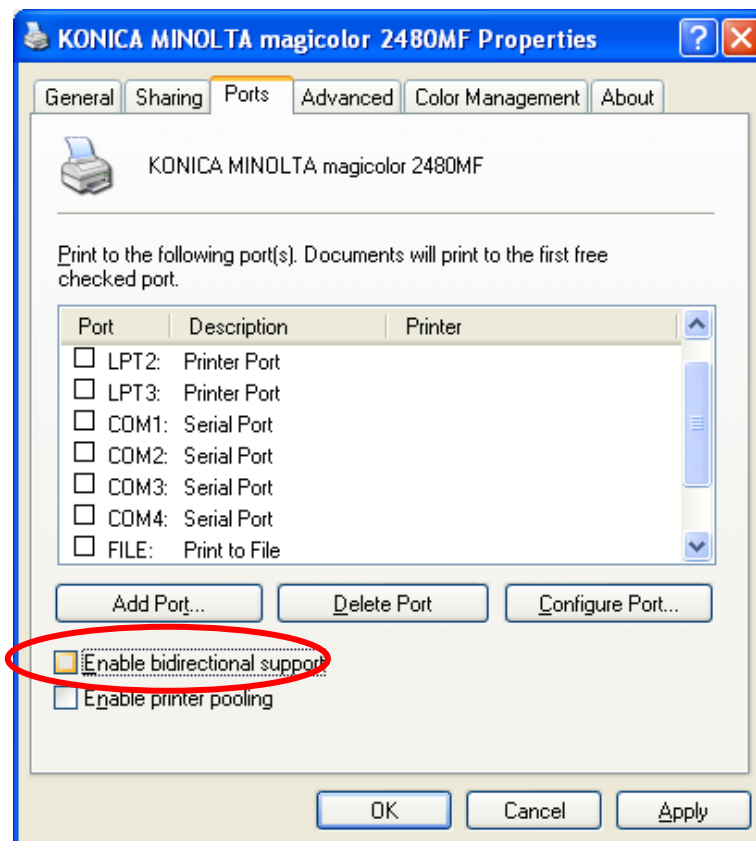 KONICA MINOLTA magicolor 2480MF Properties
General Sharing Ports Advanced Color Management About
KONICA MINOLTA magicolor 2480MF
Print to the following port(s). Documents will print to the first free
checked port.
Port Description Printer
LPT2: Printer Port
LPT3: Printer Port
COM1: Serial Port
COM2: Serial Port
COM3: Serial Port
COM4: Serial Port
FILE: Print to File
Add Port... Delete Port Configure Port...
Enable bidirectional support
Enable printer pooling
OK Cancel Apply